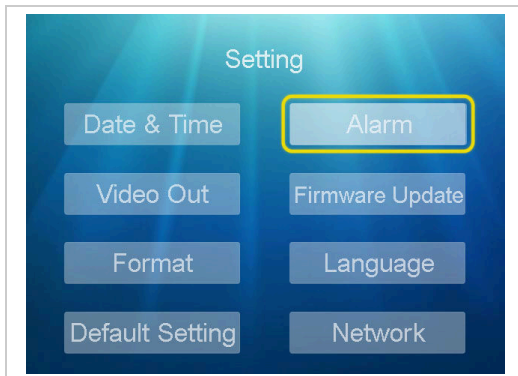 Setting
Date & Time
Alarm
Video Out
Firmware Update
Format
Language
Default Setting
Network